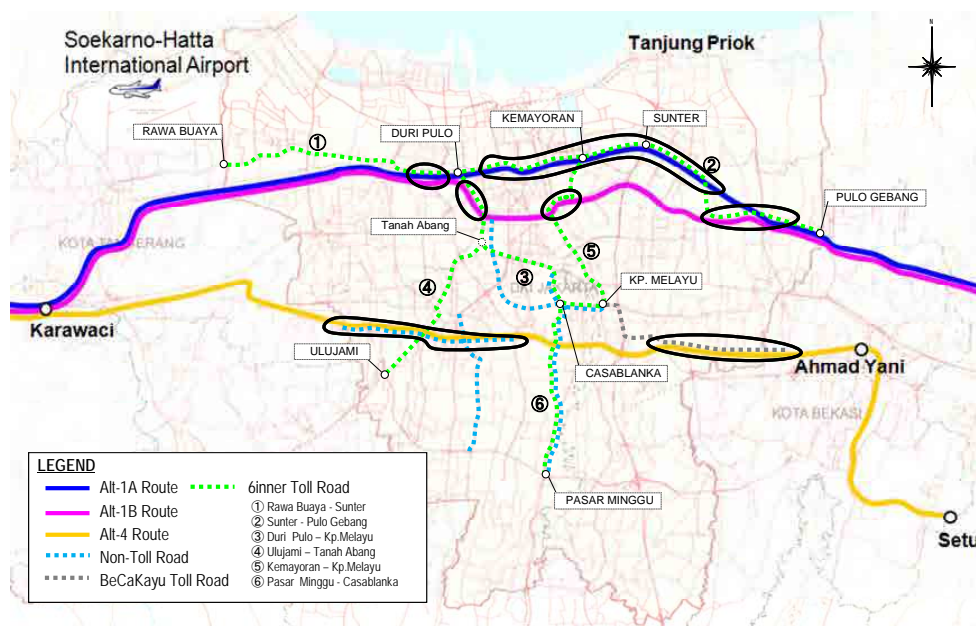 Soekarno-Hatta
International Airport
Tanjung Priok
N
KEMAYORAN
SUNTER
RAWA BUAYA
①
DURI PULO
②
PULO GEBANG
Tanah Abang
KOTA TANGERANG
⑤
③
④
KP. MELAYU
DKI JAKARTA
Karawaci
ULUJAMI
CASABLANKA
Ahmad Yani
⑥
KOTA BEKASI
PASAR MINGGU
Setu
LEGEND
Alt-1A Route
Alt-1B Route
Alt-4 Route
Non-Toll Road
BeCaKayu Toll Road
6inner Toll Road
① Rawa Buaya - Sunter
② Sunter - Pulo Gebang
③ Duri Pulo – Kp.Melayu
④ Ulujami – Tanah Abang
⑤ Kemayoran – Kp.Melayu
⑥ Pasar Minggu - Casablanka